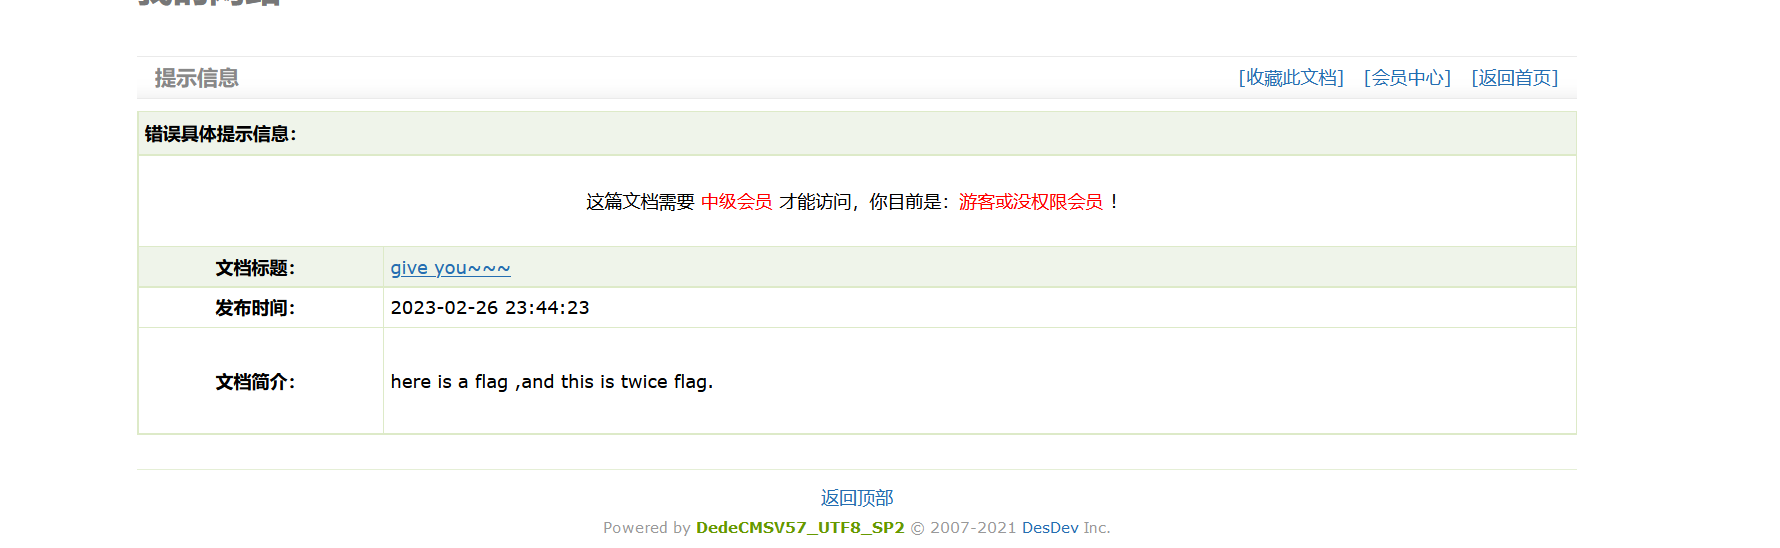 我的网站
提示信息 [收藏此文档] [会员中心] [返回首页]
错误具体提示信息：
这篇文档需要 中级会员 才能访问，你目前是：游客或没权限会员 ！
文档标题： give you~~~
发布时间： 2023-02-26 23:44:23
文档简介： here is a flag ,and this is twice flag.
返回顶部
Powered by DedeCMSV57_UTF8_SP2 © 2007-2021 DesDev Inc.